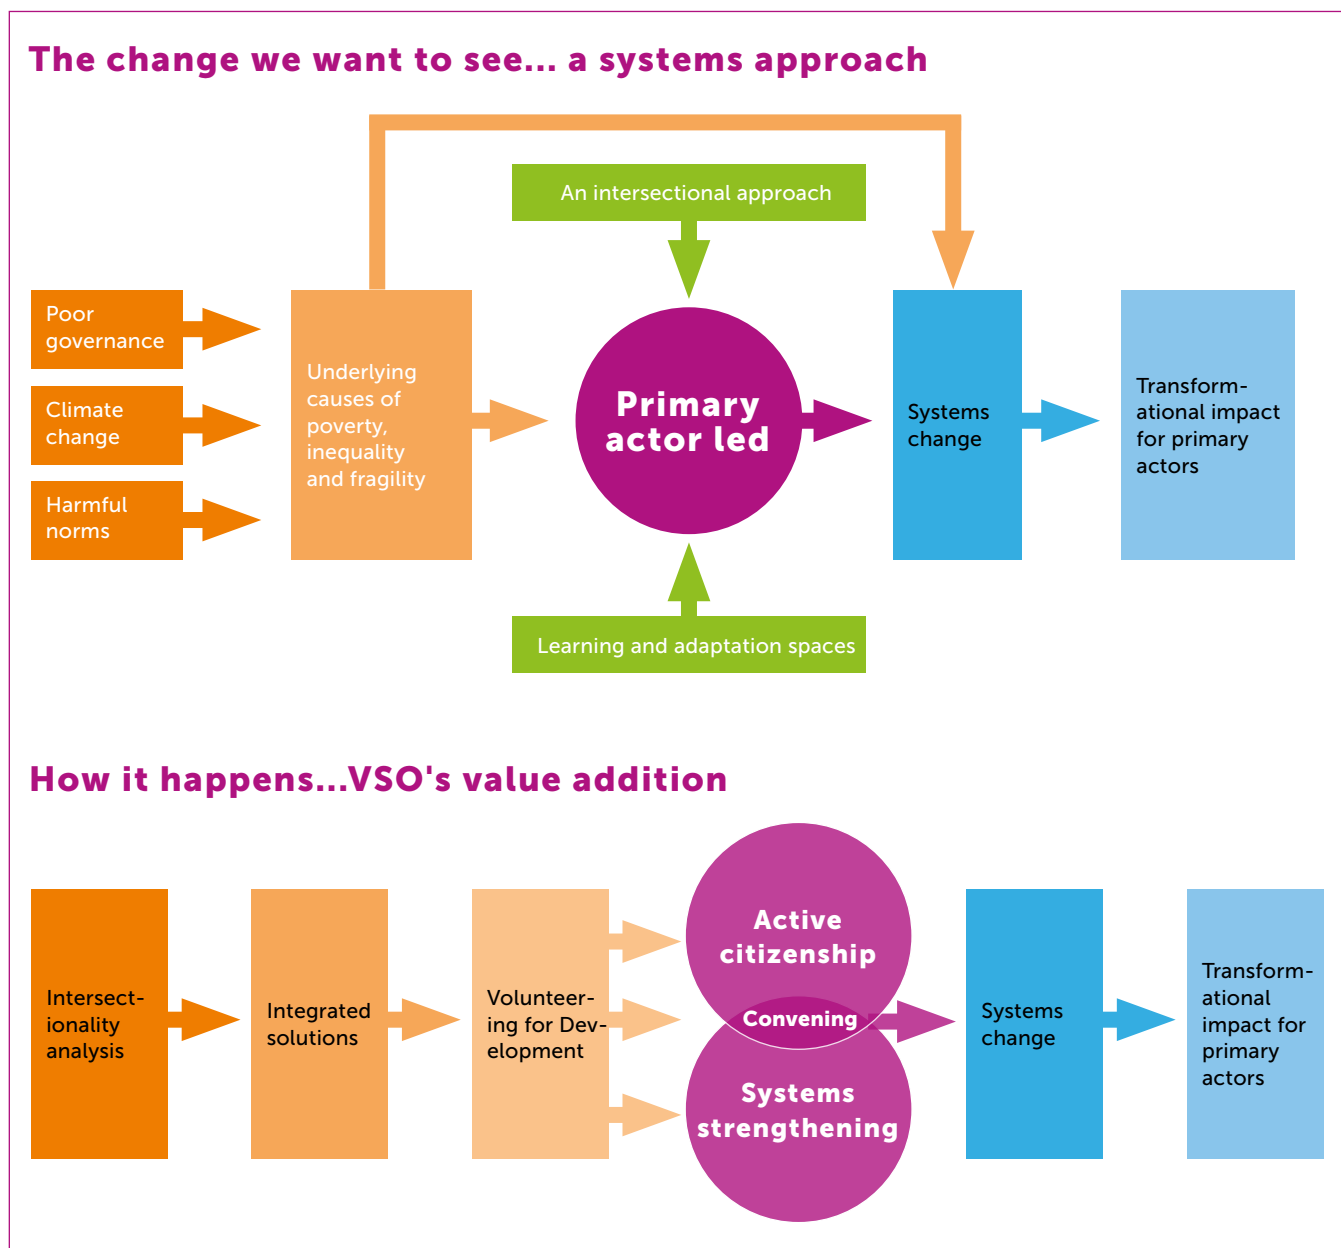 The change we want to see... a systems approach
An intersectional approach
Poor
governance
Climate
change
Harmful
norms
Underlying
causes of
poverty,
inequality
and fragility
Primary
actor led
Systems
change
Transform-
ational impact
for primary
actors
Learning and adaptation spaces
How it happens...VSO's value addition
Intersect-
ionality
analysis
Integrated
solutions
Volunteer-
ing for Dev-
elopment
Active
citizenship
Convening
Systems
strengthening
Systems
change
Transform-
ational
impact for
primary
actors